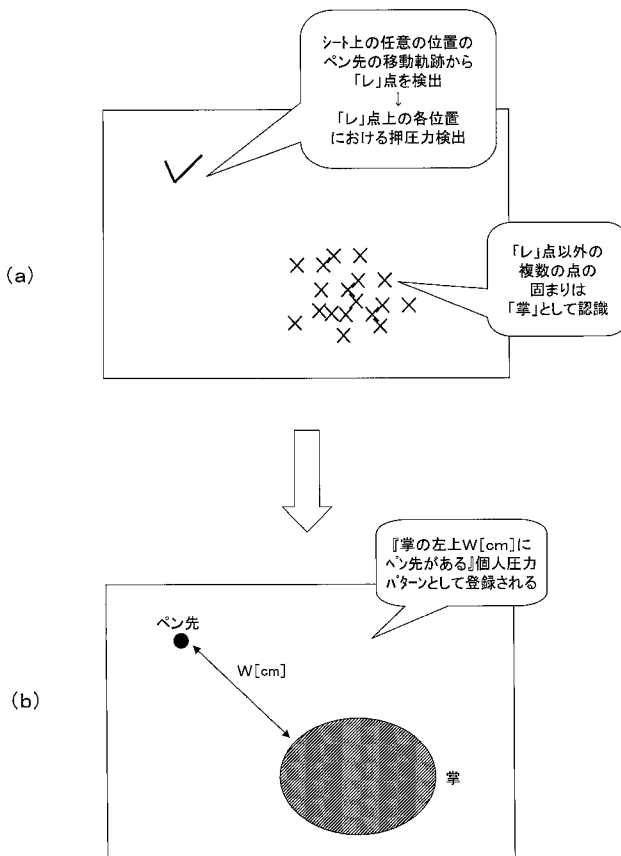 シート上の任意の位置の
ペン先の移動軌跡から
「レ」点を検出
↓
「レ」点上の各位置
における押圧力検出
(a)
「レ」点以外の
複数の点の
固まりは
「掌」として認識
『掌の左上W[cm]に
ペン先がある』個人圧力
パターンとして登録される
ペン先
W[cm]
(b)
掌